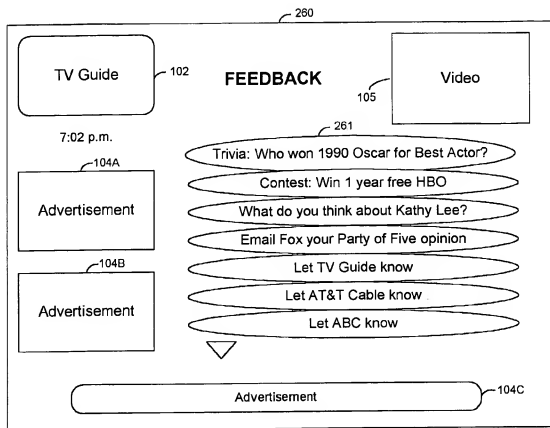 260
TV Guide
102
FEEDBACK
105
Video
7:02 p.m.
261
104A
Advertisement
Trivia: Who won 1990 Oscar for Best Actor?
Contest: Win 1 year free HBO
What do you think about Kathy Lee?
Email Fox your Party of Five opinion
104B
Advertisement
Let TV Guide know
Let AT&T Cable know
Let ABC know
Advertisement
104C